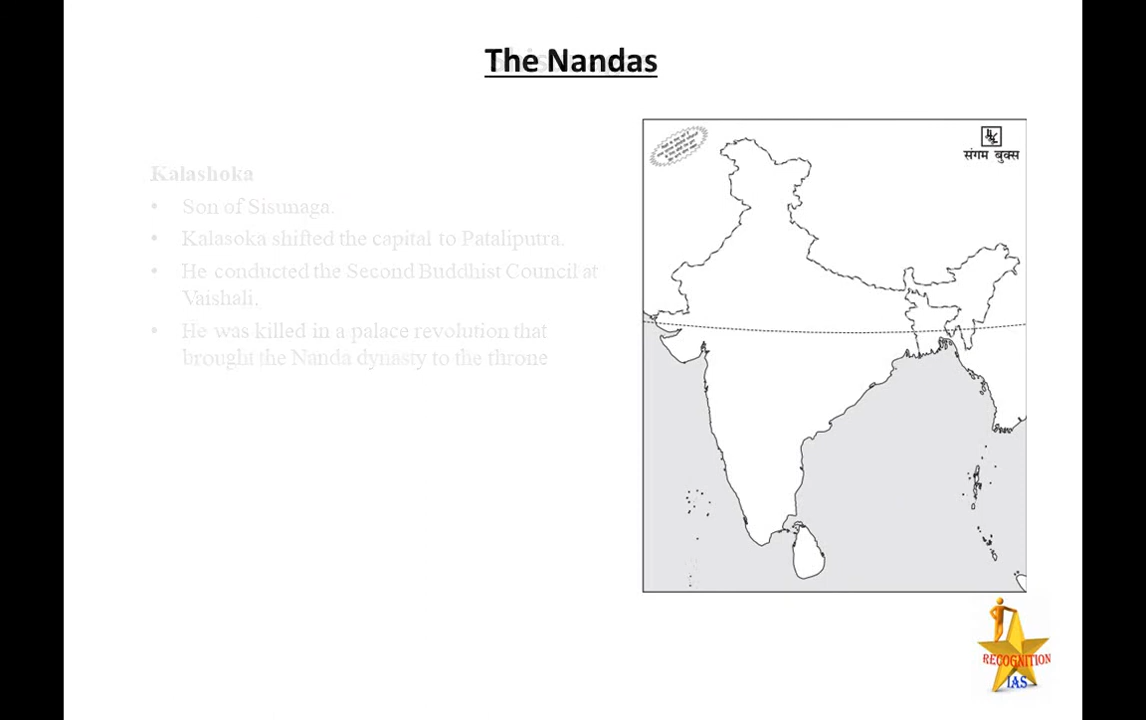 The Nandas
Kalashoka
• Son of Sisunaga.
• Kalasoka shifted the capital to Pataliputra.
• He conducted the Second Buddhist Council at
Vaishali.
• He was killed in a palace revolution that
brought the Nanda dynasty to the throne
संगम बुक्स
RECOGNITION
IAS